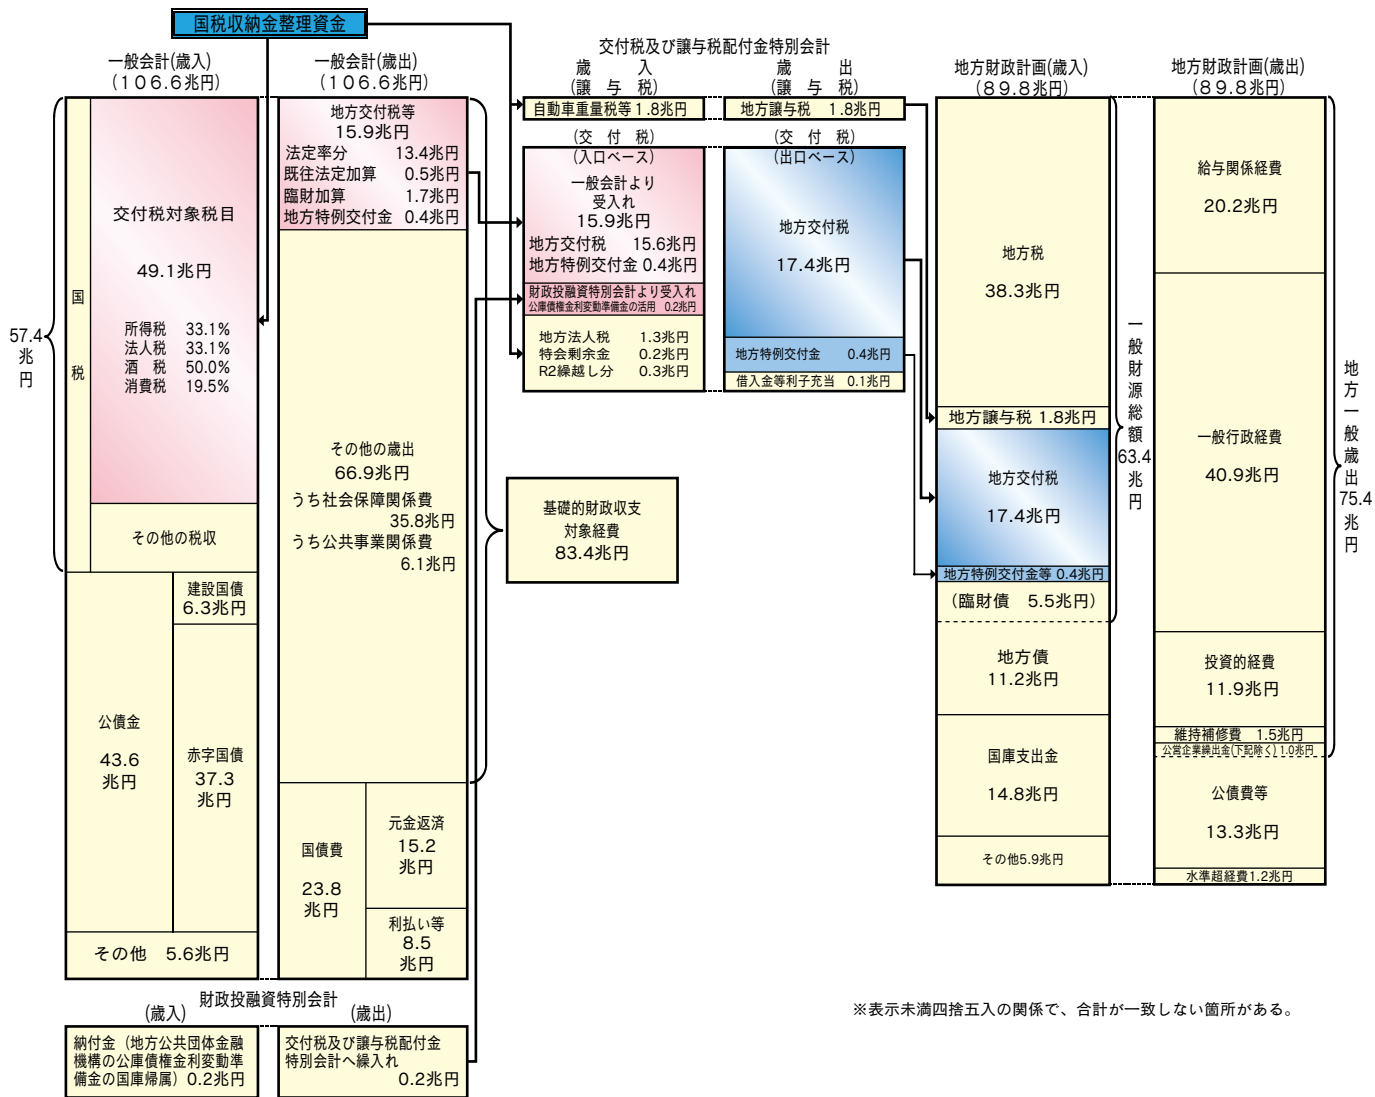 国税収納金整理資金
一般会計(歳入)
（106.6兆円）
57.4
兆
円
国
税
交付税対象税目
49.1兆円
所得税 33.1%
法人税 33.1%
酒 税 50.0%
消費税 19.5%
その他の税収
公債金
43.6
兆円
建設国債
6.3兆円
赤字国債
37.3
兆円
その他 5.6兆円
一般会計(歳出)
（106.6兆円）
地方交付税等
15.9兆円
法定率分 13.4兆円
既往法定加算 0.5兆円
臨財加算 1.7兆円
地方特例交付金 0.4兆円
その他の歳出
66.9兆円
うち社会保障関係費
35.8兆円
うち公共事業関係費
6.1兆円
国債費
23.8
兆円
元金返済
15.2
兆円
利払い等
8.5
兆円
基礎的財政収支
対象経費
83.4兆円
財政投融資特別会計
(歳入)
納付金（地方公共団体金融
機構の公庫債権金利変動準
備金の国庫帰属）0.2兆円
(歳出)
交付税及び譲与税配付金
特別会計へ繰入れ
0.2兆円
交付税及び譲与税配付金特別会計
歳 入
（譲 与 税）
自動車重量税等 1.8兆円
(交 付 税)
(入口ベース)
一般会計より
受入れ
15.9兆円
地方交付税 15.6兆円
地方特例交付金 0.4兆円
財政投融資特別会計より受入れ
公庫債権金利変動準備金の活用 0.2兆円
地方法人税 1.3兆円
特会剰余金 0.2兆円
R2繰越し分 0.3兆円
歳 出
（譲 与 税）
地方譲与税 1.8兆円
(交 付 税)
(出口ベース)
地方交付税
17.4兆円
地方特例交付金 0.4兆円
借入金等利子充当 0.1兆円
地方財政計画(歳入)
(89.8兆円)
地方税
38.3兆円
地方譲与税 1.8兆円
地方交付税
17.4兆円
地方特例交付金等 0.4兆円
（臨財債 5.5兆円）
地方債
11.2兆円
国庫支出金
14.8兆円
その他5.9兆円
一般財源総額
63.4
兆
円
地方財政計画(歳出)
(89.8兆円)
給与関係経費
20.2兆円
一般行政経費
40.9兆円
投資的経費
11.9兆円
維持補修費 1.5兆円
公営企業繰出金(下記除く) 1.0兆円
公債費等
13.3兆円
水準超経費1.2兆円
地方一般歳出
75.4
兆
円
※表示未満四捨五入の関係で、合計が一致しない箇所がある。